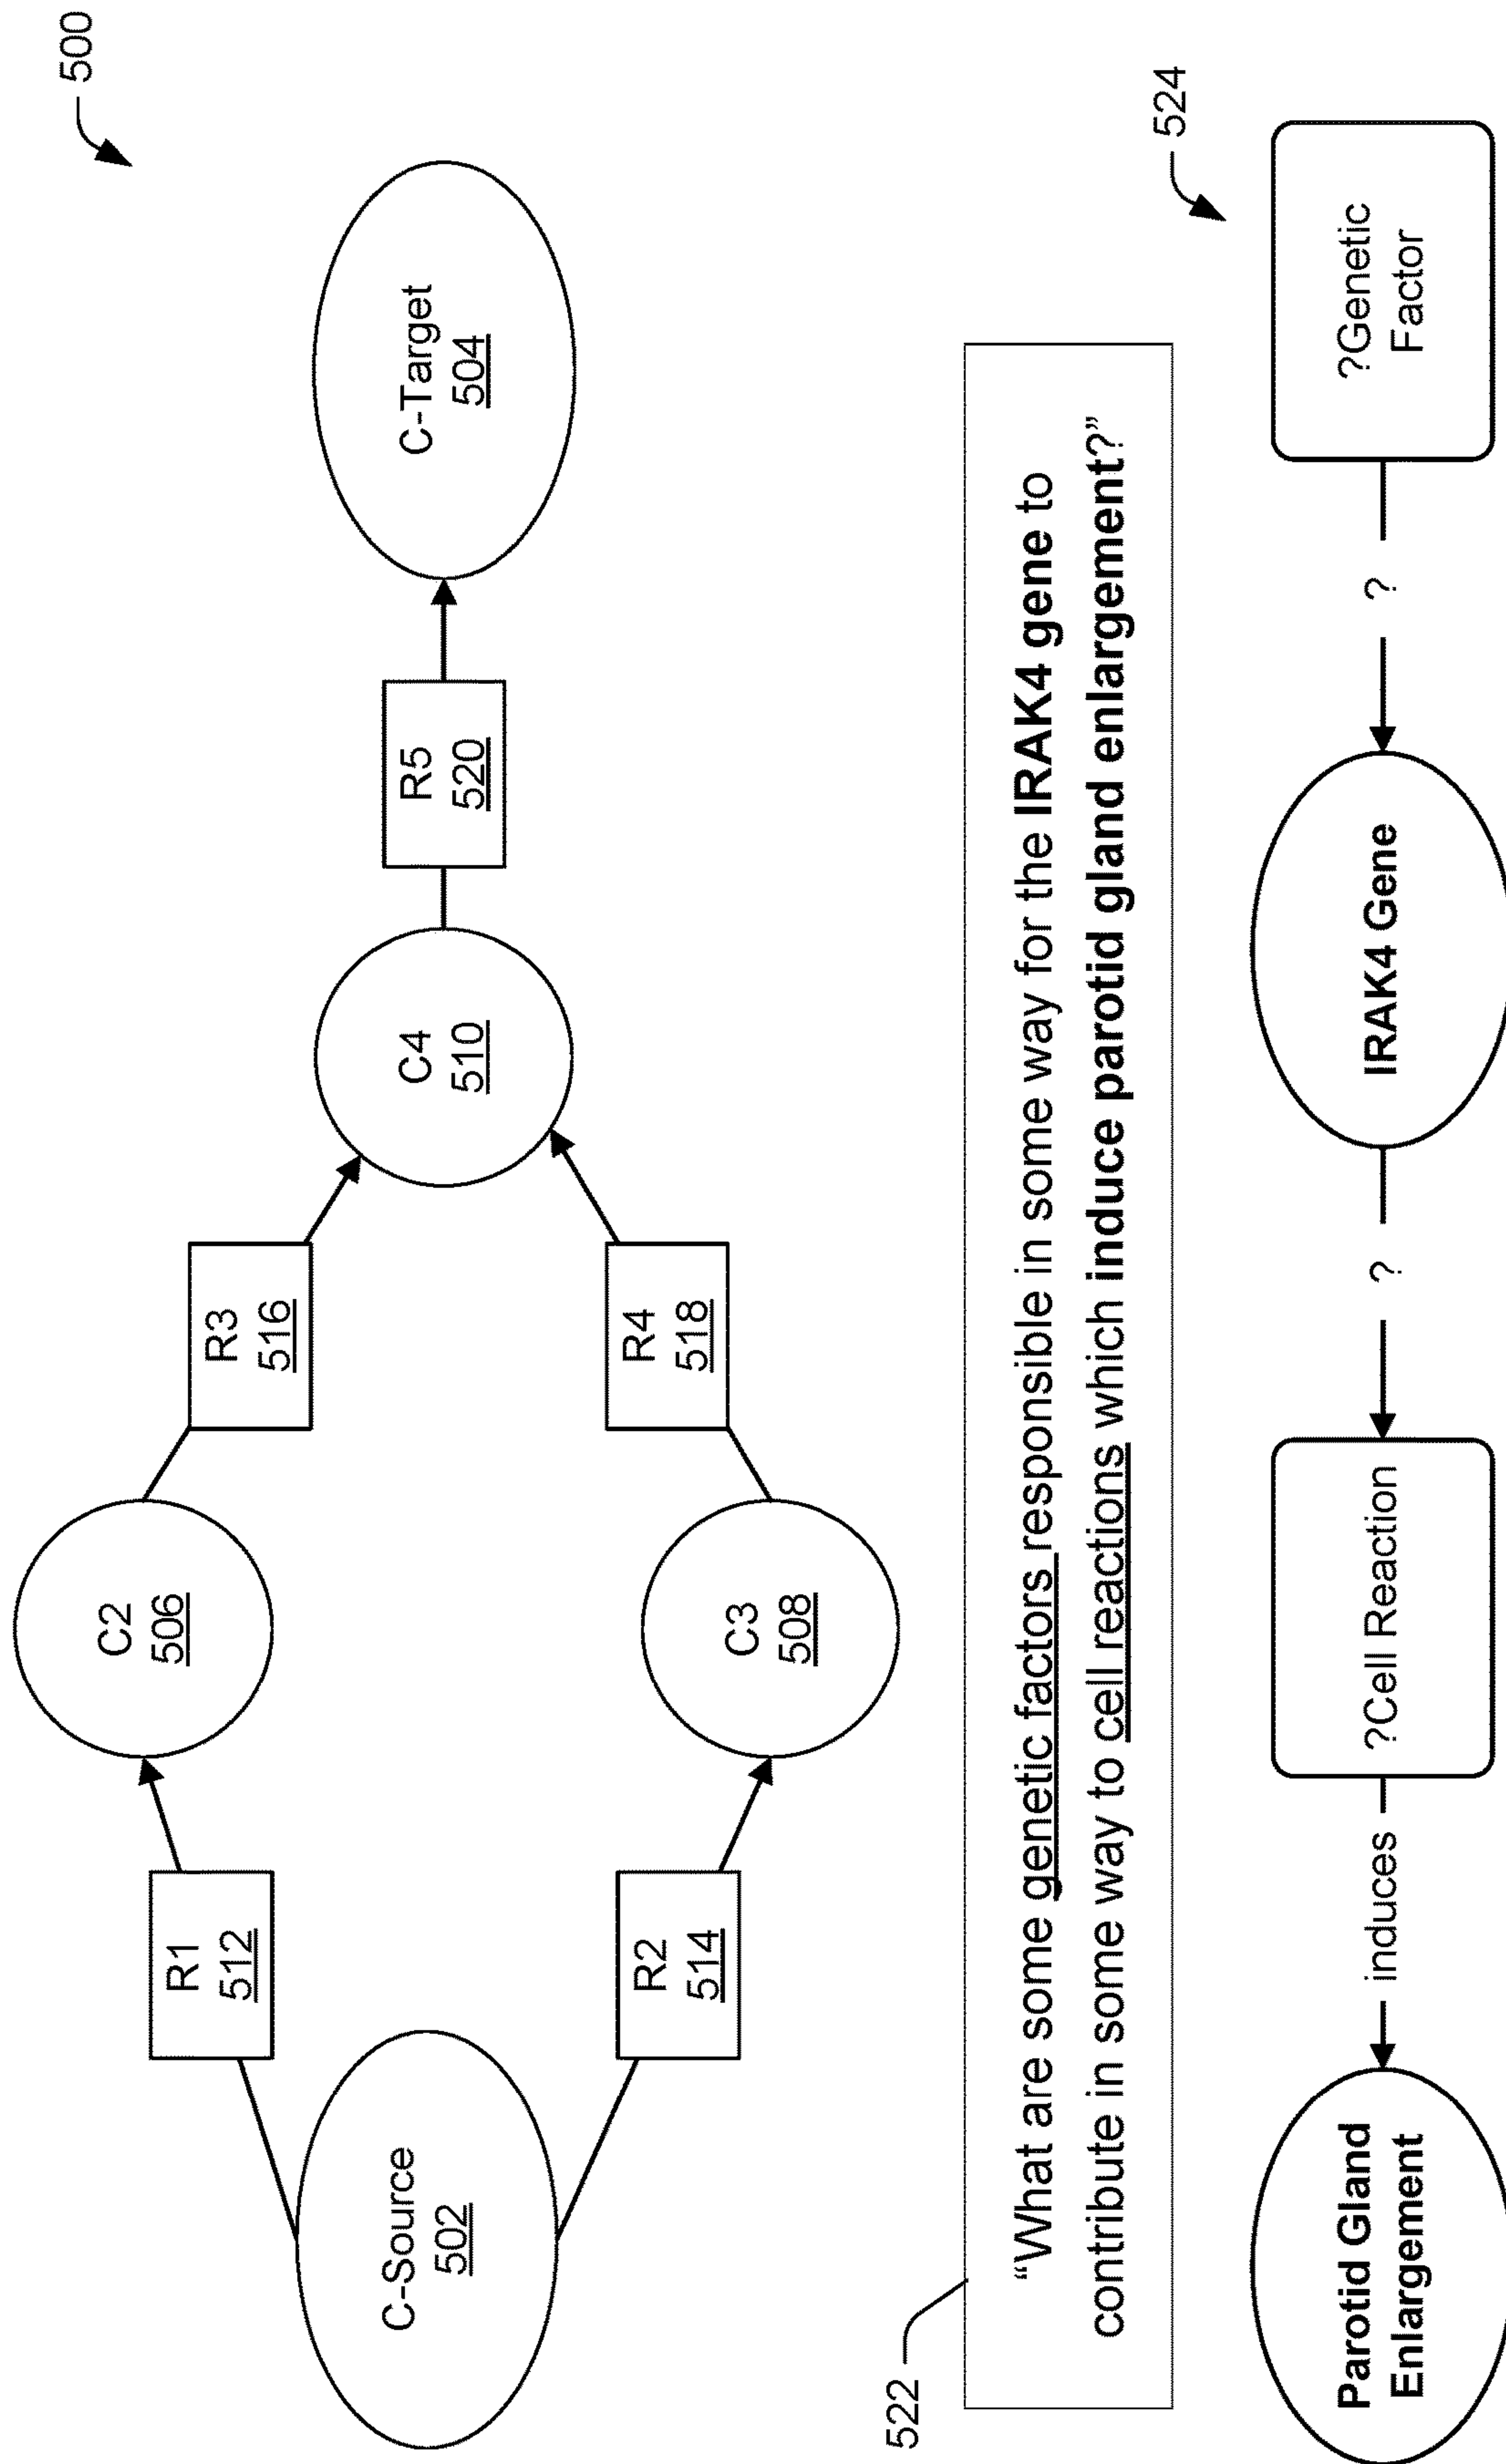 500
C2
506
R1
512
R3
516
C-Source
502
C4
510
R5
520
C-Target
504
R2
514
R4
518
C3
508
522
“What are some genetic factors responsible in some way for the IRAK4 gene to
contribute in some way to cell reactions which induce parotid gland enlargement?”
524
Parotid Gland
Enlargement
induces
?Cell Reaction
?
IRAK4 Gene
?
?Genetic
Factor